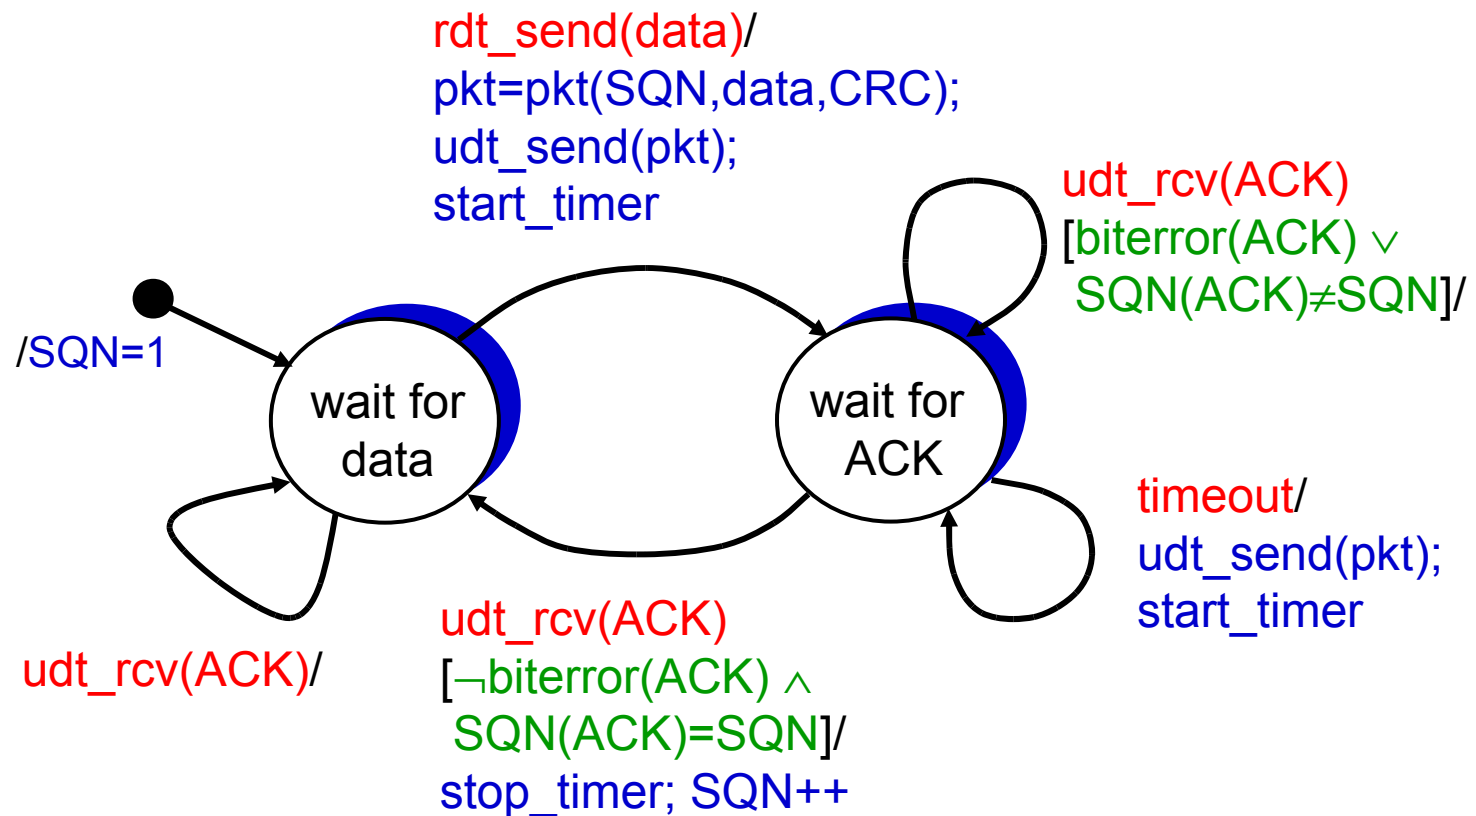 rdt_send(data)/
pkt=pkt(SQN,data,CRC);
udt_send(pkt);
start_timer
udt_rcv(ACK)
[biterror(ACK) ∨
SQN(ACK)≠SQN]/
/SQN=1
wait for
data
wait for
ACK
timeout/
udt_send(pkt);
start_timer
udt_rcv(ACK)/
udt_rcv(ACK)
[¬biterror(ACK) ∧
SQN(ACK)=SQN]/
stop_timer; SQN++